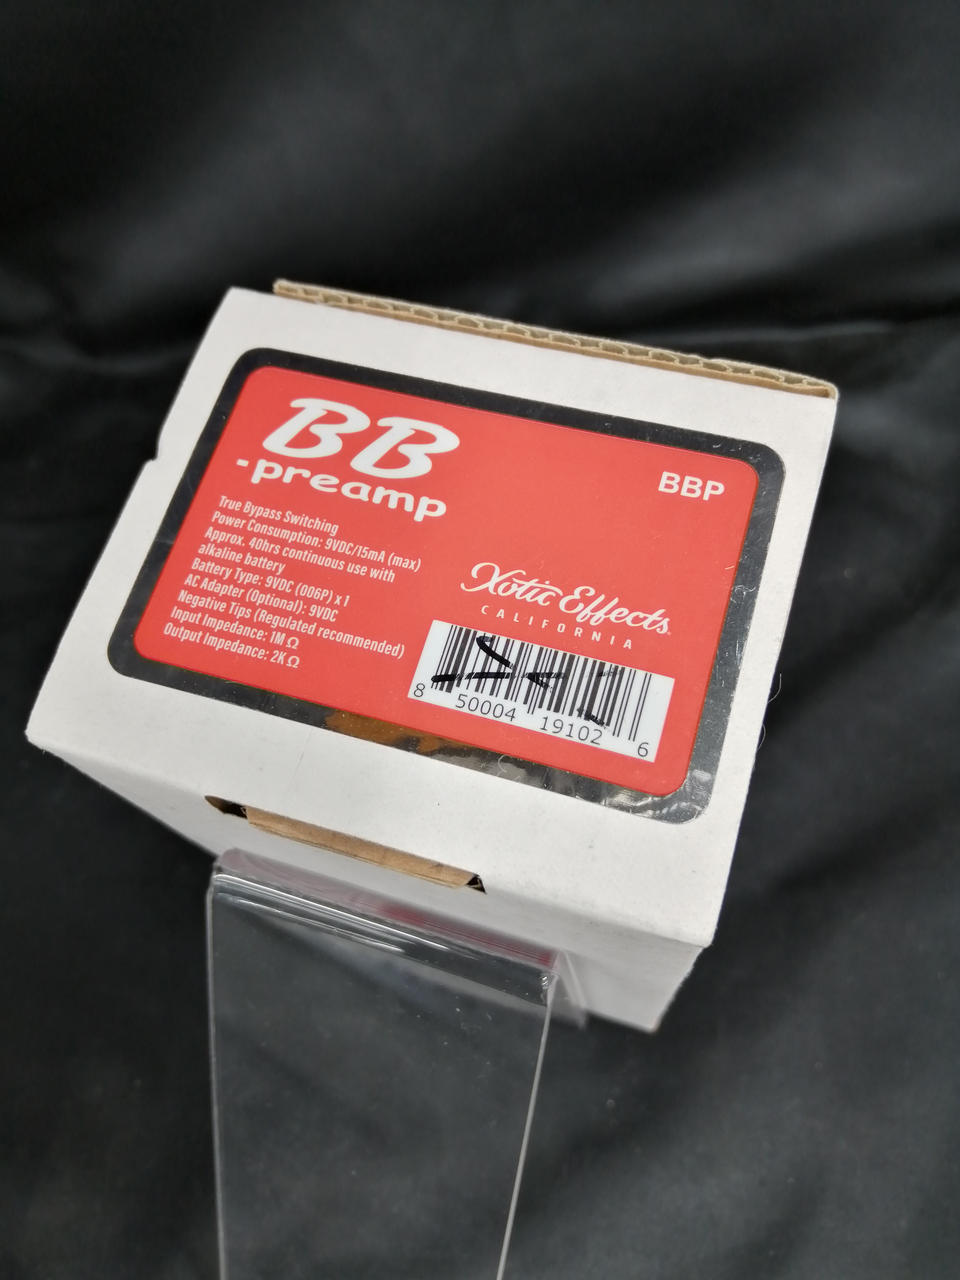 BB
-preamp
BBP
True Bypass Switching
Power Consumption: 9VDC/15mA (max)
Approx. 40hrs continuous use with
alkaline battery
Battery Type: 9VDC (006P) x 1
AC Adapter (Optional): 9VDC
Negative Tips (Regulated recommended)
Input Impedance: 1M Ω
Output Impedance: 2K Ω
Xotic Effects
CALIFORNIA
8 50004 19102 6